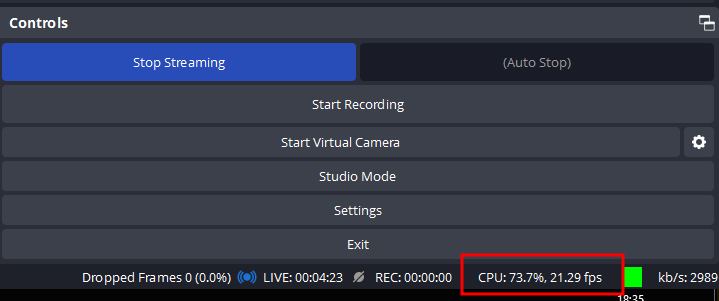 Controls
Stop Streaming
(Auto Stop)
Start Recording
Start Virtual Camera
Studio Mode
Settings
Exit
Dropped Frames 0 (0.0%) LIVE: 00:04:23 REC: 00:00:00 CPU: 73.7%, 21.29 fps kb/s: 2989
18:35